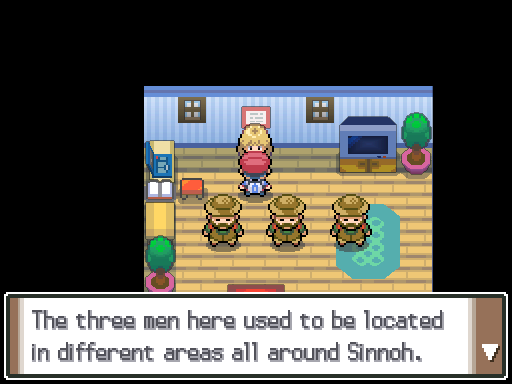 The three men here used to be located
in different areas all around Sinnoh.